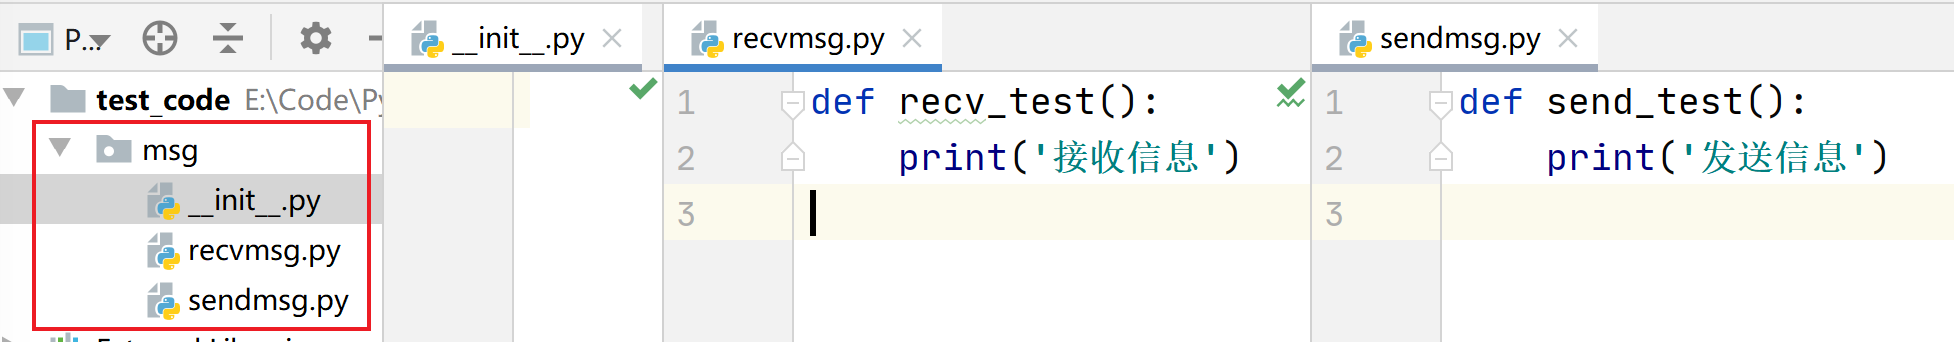 P...
__init__.py
recvmsg.py
sendmsg.py
test_code E:\Code\Py
msg
__init__.py
recvmsg.py
sendmsg.py
1 def recv_test():
2 print('接收信息')
3
1 def send_test():
2 print('发送信息')
3